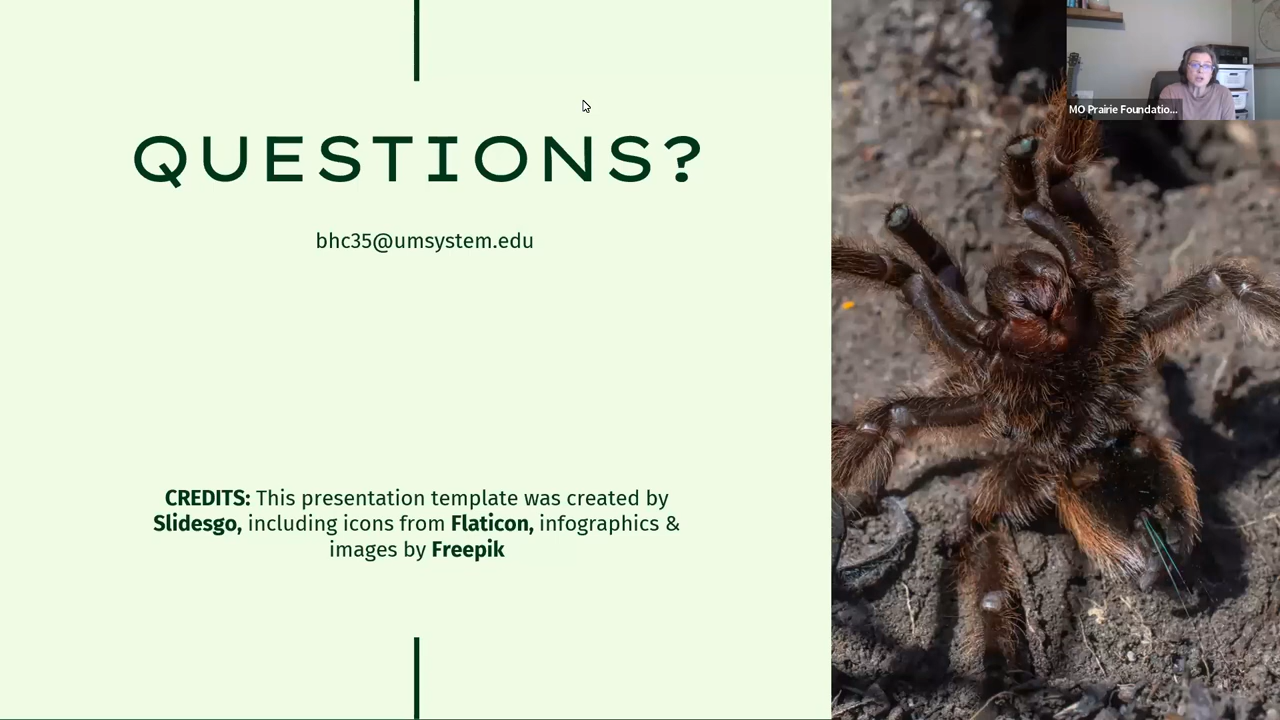 MO Prairie Foundatio...
QUESTIONS?
bhc35@umsystem.edu
CREDITS: This presentation template was created by
Slidesgo, including icons from Flaticon, infographics &
images by Freepik